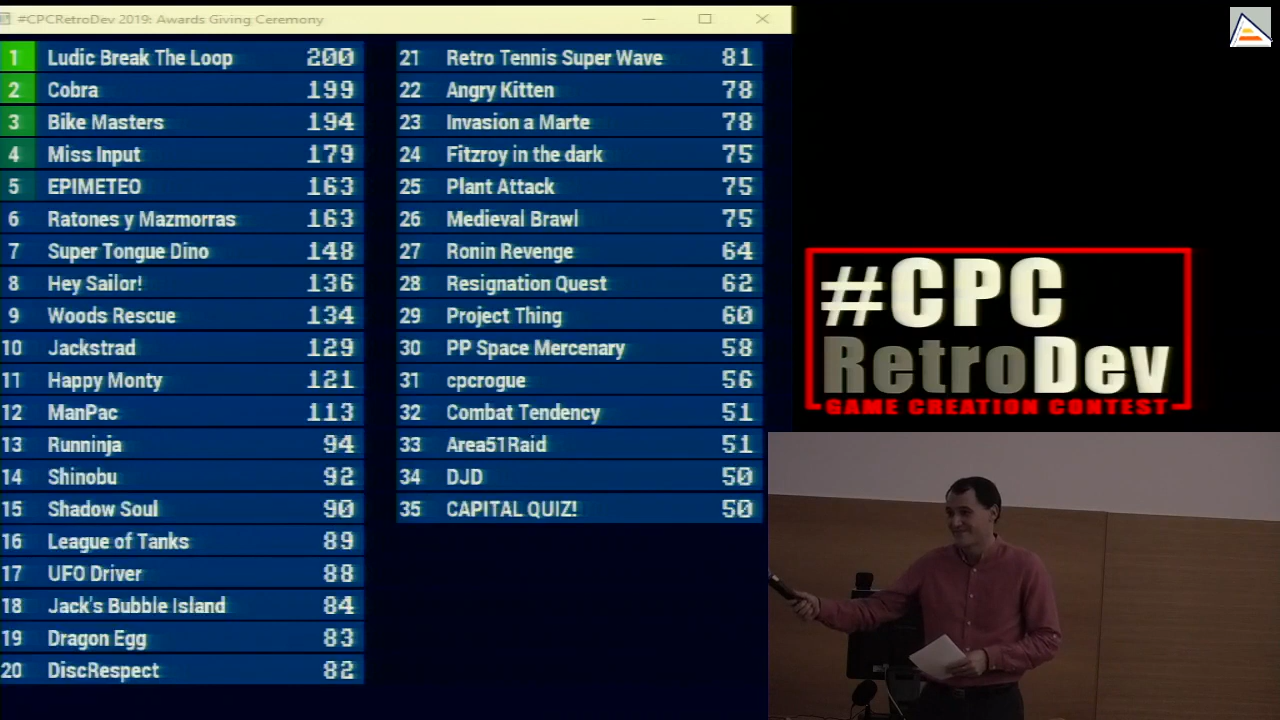 #CPCRetroDev 2019: Awards Giving Ceremony
1 Ludic Break The Loop 200
2 Cobra 199
3 Bike Masters 194
4 Miss Input 179
5 EPIMETEO 163
6 Ratones y Mazmorras 163
7 Super Tongue Dino 148
8 Hey Sailor! 136
9 Woods Rescue 134
10 Jackstrad 129
11 Happy Monty 121
12 ManPac 113
13 Runninja 94
14 Shinobu 92
15 Shadow Soul 90
16 League of Tanks 89
17 UFO Driver 88
18 Jack's Bubble Island 84
19 Dragon Egg 83
20 DiscRespect 82
21 Retro Tennis Super Wave 81
22 Angry Kitten 78
23 Invasion a Marte 78
24 Fitzroy in the dark 75
25 Plant Attack 75
26 Medieval Brawl 75
27 Ronin Revenge 64
28 Resignation Quest 62
29 Project Thing 60
30 PP Space Mercenary 58
31 cpcrogue 56
32 Combat Tendency 51
33 Area51Raid 51
34 DJD 50
35 CAPITAL QUIZ! 50
#CPC
RetroDev
GAME CREATION CONTEST